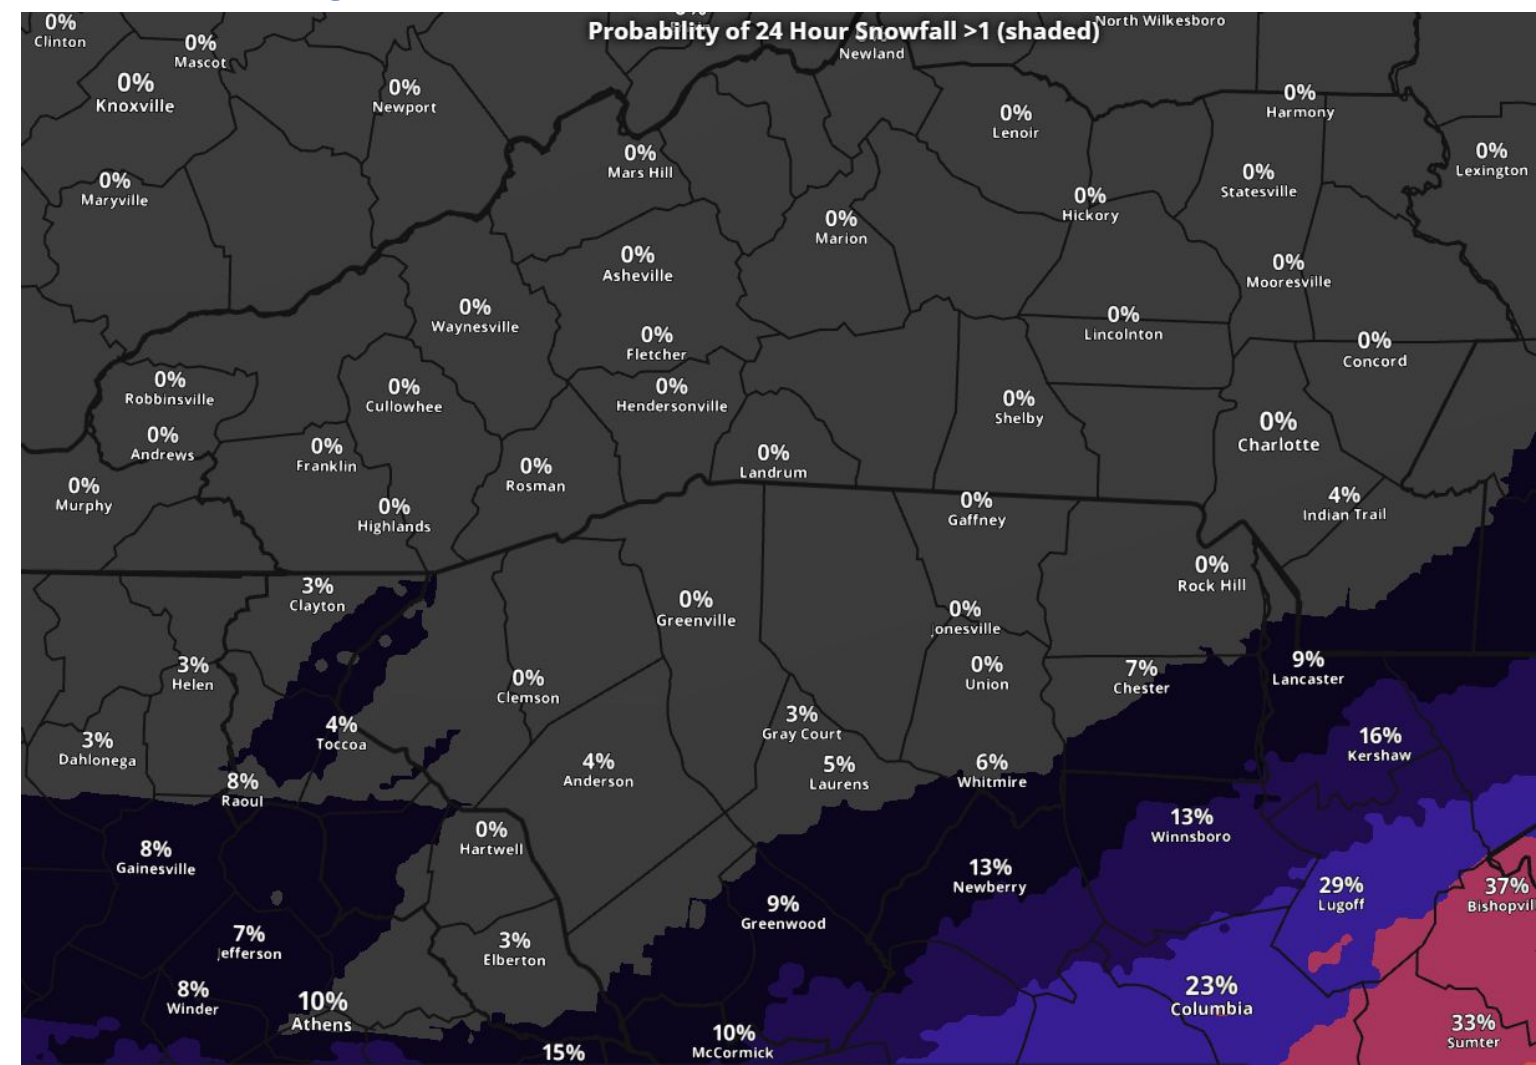 0%
Clinton
0%
Mascot
0%
Knoxville
0%
Newport
Probability of 24 Hour Snowfall >1 (shaded)
Newland
North Wilkesboro
0%
Lenoir
0%
Harmony
0%
Lexington
0%
Maryville
0%
Mars Hill
0%
Marion
0%
Hickory
0%
Statesville
0%
Asheville
0%
Mooresville
0%
Waynesville
0%
Fletcher
0%
Lincolnton
0%
Concord
0%
Robbinsville
0%
Cullowhee
0%
Hendersonville
0%
Shelby
0%
Charlotte
0%
Andrews
0%
Franklin
0%
Rosman
0%
Landrum
0%
Murphy
0%
Highlands
0%
Gaffney
4%
Indian Trail
3%
Clayton
0%
Greenville
0%
Jonesville
0%
Rock Hill
3%
Helen
0%
Clemson
0%
Union
7%
Chester
9%
Lancaster
3%
Dahlonega
4%
Toccoa
3%
Gray Court
16%
Kershaw
8%
Raoul
4%
Anderson
5%
Laurens
6%
Whitmire
8%
Gainesville
0%
Hartwell
13%
Winnsboro
9%
Greenwood
13%
Newberry
29%
Lugoff
37%
Bishopvil
7%
Jefferson
3%
Elberton
8%
Winder
10%
Athens
23%
Columbia
15%
10%
McCormick
33%
Sumter